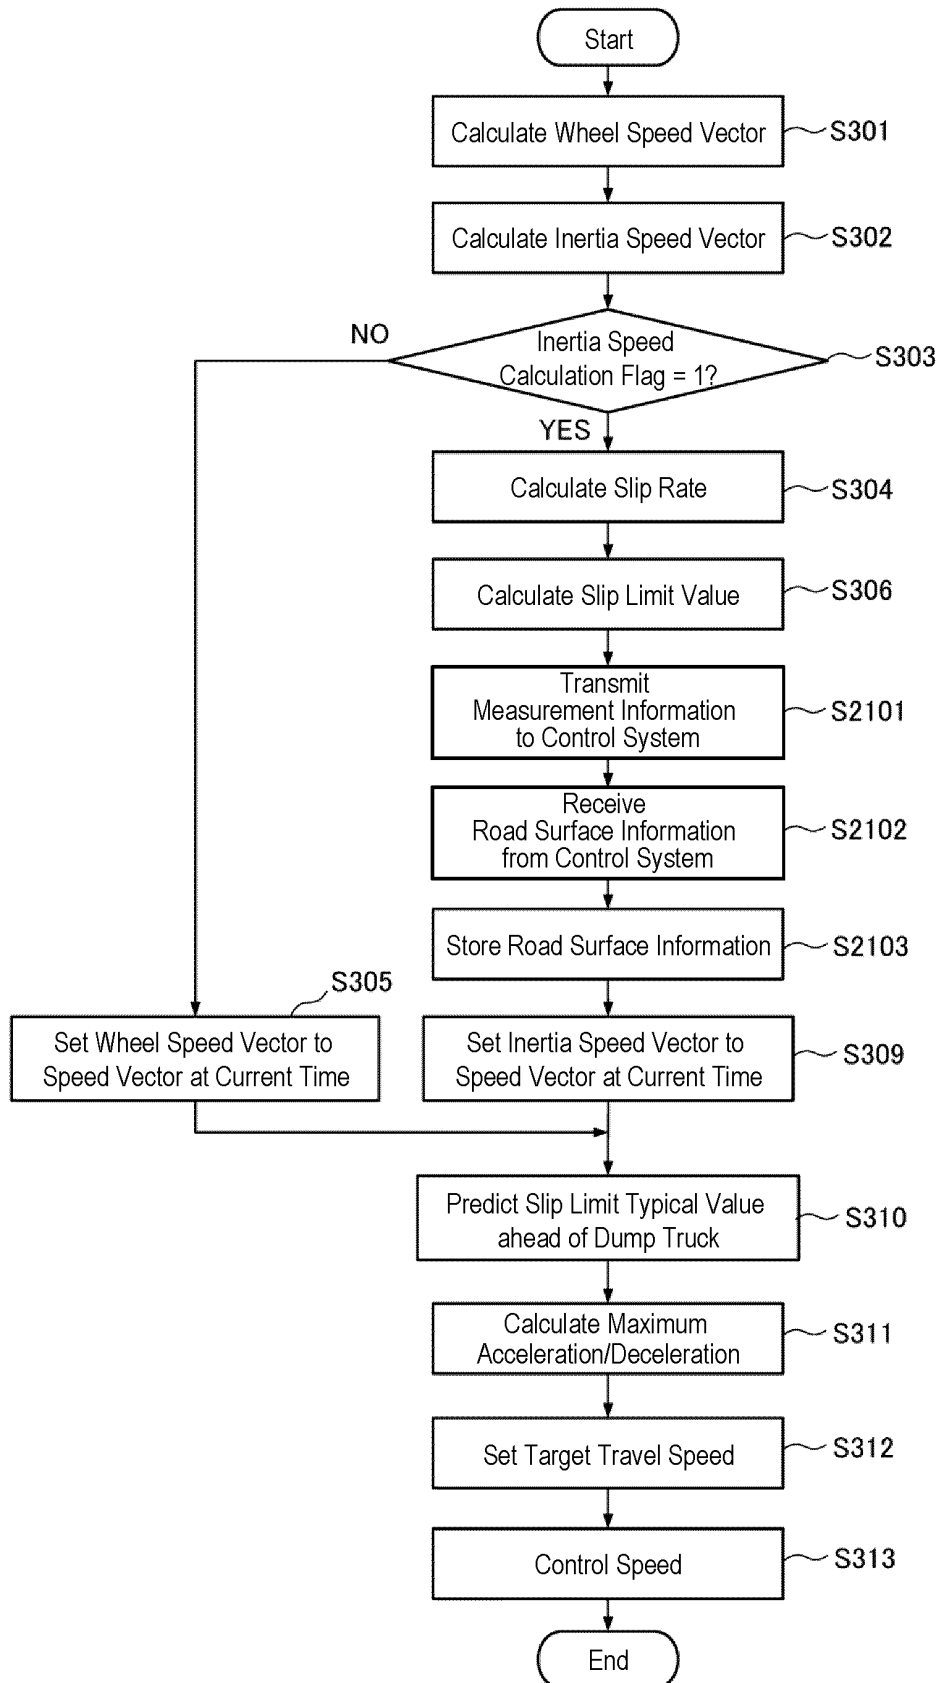 Start
Calculate Wheel Speed Vector
S301
Calculate Inertia Speed Vector
S302
NO
Inertia Speed
Calculation Flag = 1?
S303
YES
Calculate Slip Rate
S304
Calculate Slip Limit Value
S306
Transmit
Measurement Information
to Control System
S2101
Receive
Road Surface Information
from Control System
S2102
Store Road Surface Information
S2103
S305
Set Wheel Speed Vector to
Speed Vector at Current Time
Set Inertia Speed Vector to
Speed Vector at Current Time
S309
Predict Slip Limit Typical Value
ahead of Dump Truck
S310
Calculate Maximum
Acceleration/Deceleration
S311
Set Target Travel Speed
S312
Control Speed
S313
End